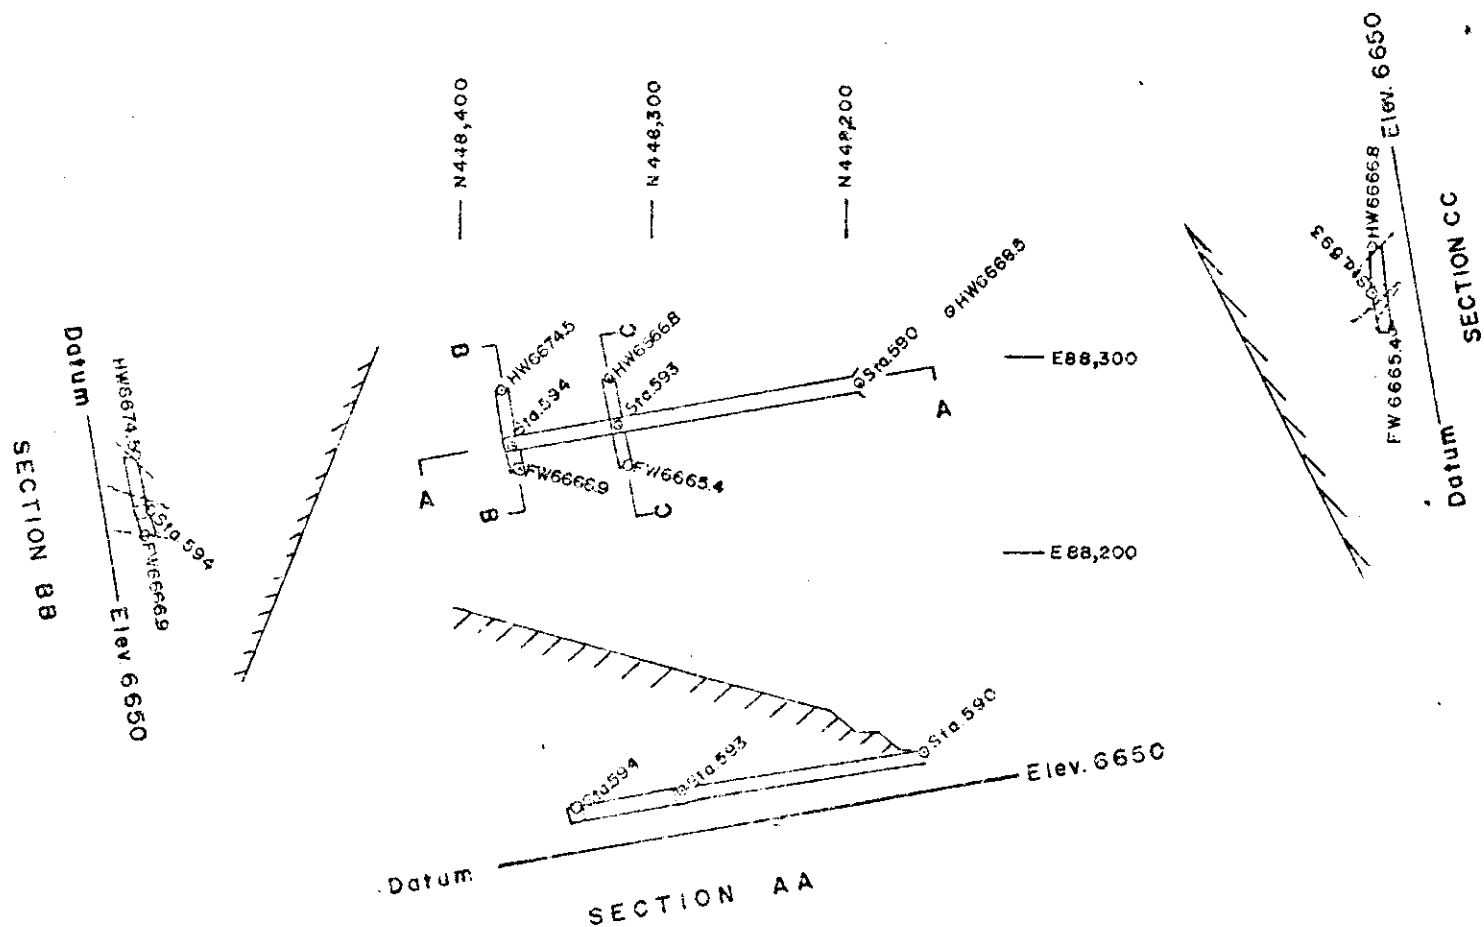 N448,400
N448,300
N448,200
E88,300
E88,200
B
HW6674.5
Sta.594
FW6666.9
B
C
HW6666.8
Sta.593
FW6665.4
C
Sta.590
HW6668.5
A
A
Datum
HW6674.5
Sta.594
FW6666.9
Elev. 6650
SECTION BB
Elev. 6650
HW6666.8
Sta.593
FW6665.4
Datum
SECTION CC
Sta.594
Sta.593
Sta.590
Datum
Elev. 6650
SECTION AA